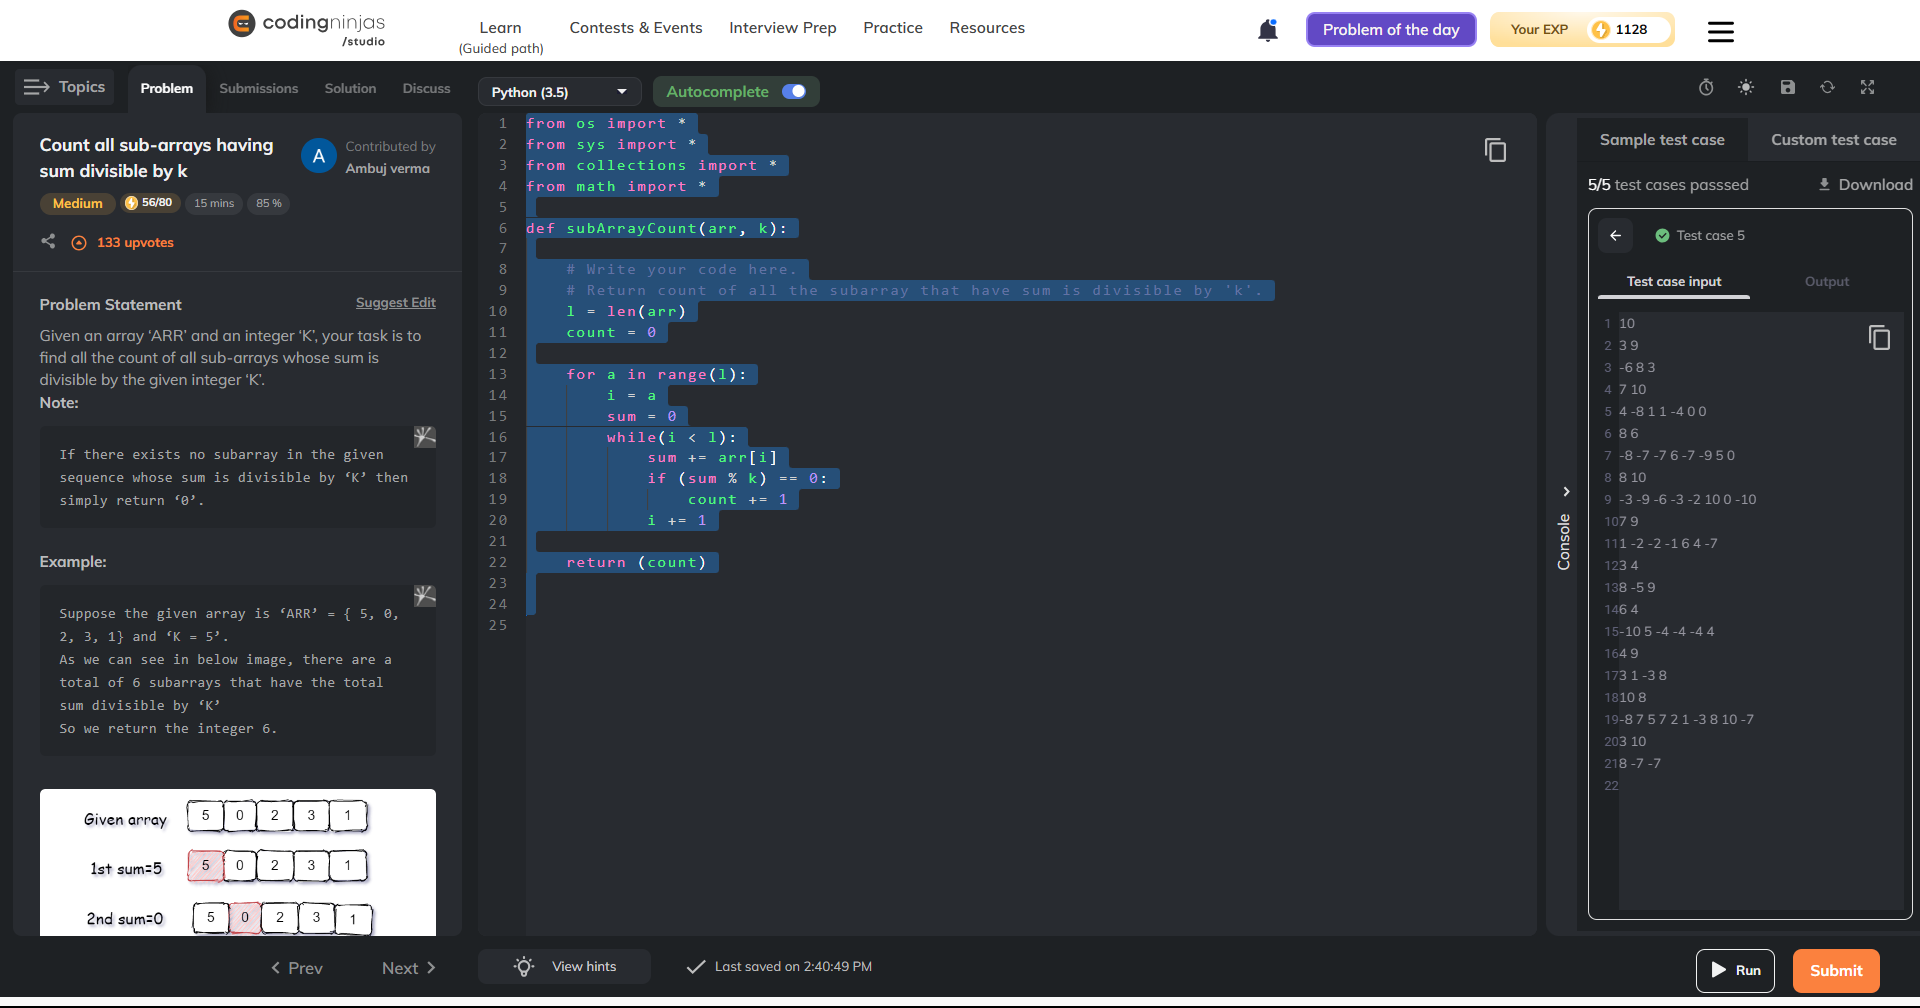 codingninjas
/studio
Learn
(Guided path)
Contests & Events
Interview Prep
Practice
Resources
Problem of the day
Your EXP
1128
Topics
Problem
Submissions
Solution
Discuss
Python (3.5)
Autocomplete
Count all sub-arrays having
sum divisible by k
A
Contributed by
Ambuj verma
Medium
56/80
15 mins
85 %
133 upvotes
Problem Statement
Suggest Edit
Given an array ‘ARR’ and an integer ‘K’, your task is to
find all the count of all sub-arrays whose sum is
divisible by the given integer ‘K’.
Note:
If there exists no subarray in the given
sequence whose sum is divisible by ‘K’ then
simply return ‘0’.
Example:
Suppose the given array is ‘ARR’ = { 5, 0,
2, 3, 1} and ‘K = 5’.
As we can see in below image, there are a
total of 6 subarrays that have the total
sum divisible by ‘K’
So we return the integer 6.
Given array 5 0 2 3 1
1st sum=5 5 0 2 3 1
2nd sum=0 5 0 2 3 1
Prev
Next
1 from os import *
2 from sys import *
3 from collections import *
4 from math import *
5
6 def subArrayCount(arr, k):
7
8 # Write your code here.
9 # Return count of all the subarray that have sum is divisible by 'k'.
10 l = len(arr)
11 count = 0
12
13 for a in range(l):
14 i = a
15 sum = 0
16 while(i < l):
17 sum += arr[i]
18 if (sum % k) == 0:
19 count += 1
20 i += 1
21
22 return (count)
23
24
25
View hints
Last saved on 2:40:49 PM
Console
Sample test case
Custom test case
5/5 test cases passsed
Download
Test case 5
Test case input
Output
1 10
2 3 9
3 -6 8 3
4 7 10
5 4 -8 1 1 -4 0 0
6 8 6
7 -8 -7 -7 6 -7 -9 5 0
8 8 10
9 -3 -9 -6 -3 -2 10 0 -10
10 7 9
11 1 -2 -2 -1 6 4 -7
12 3 4
13 8 -5 9
14 6 4
15 -10 5 -4 -4 -4 4
16 4 9
17 3 1 -3 8
18 10 8
19 -8 7 5 7 2 1 -3 8 10 -7
20 3 10
21 8 -7 -7
22
Run
Submit